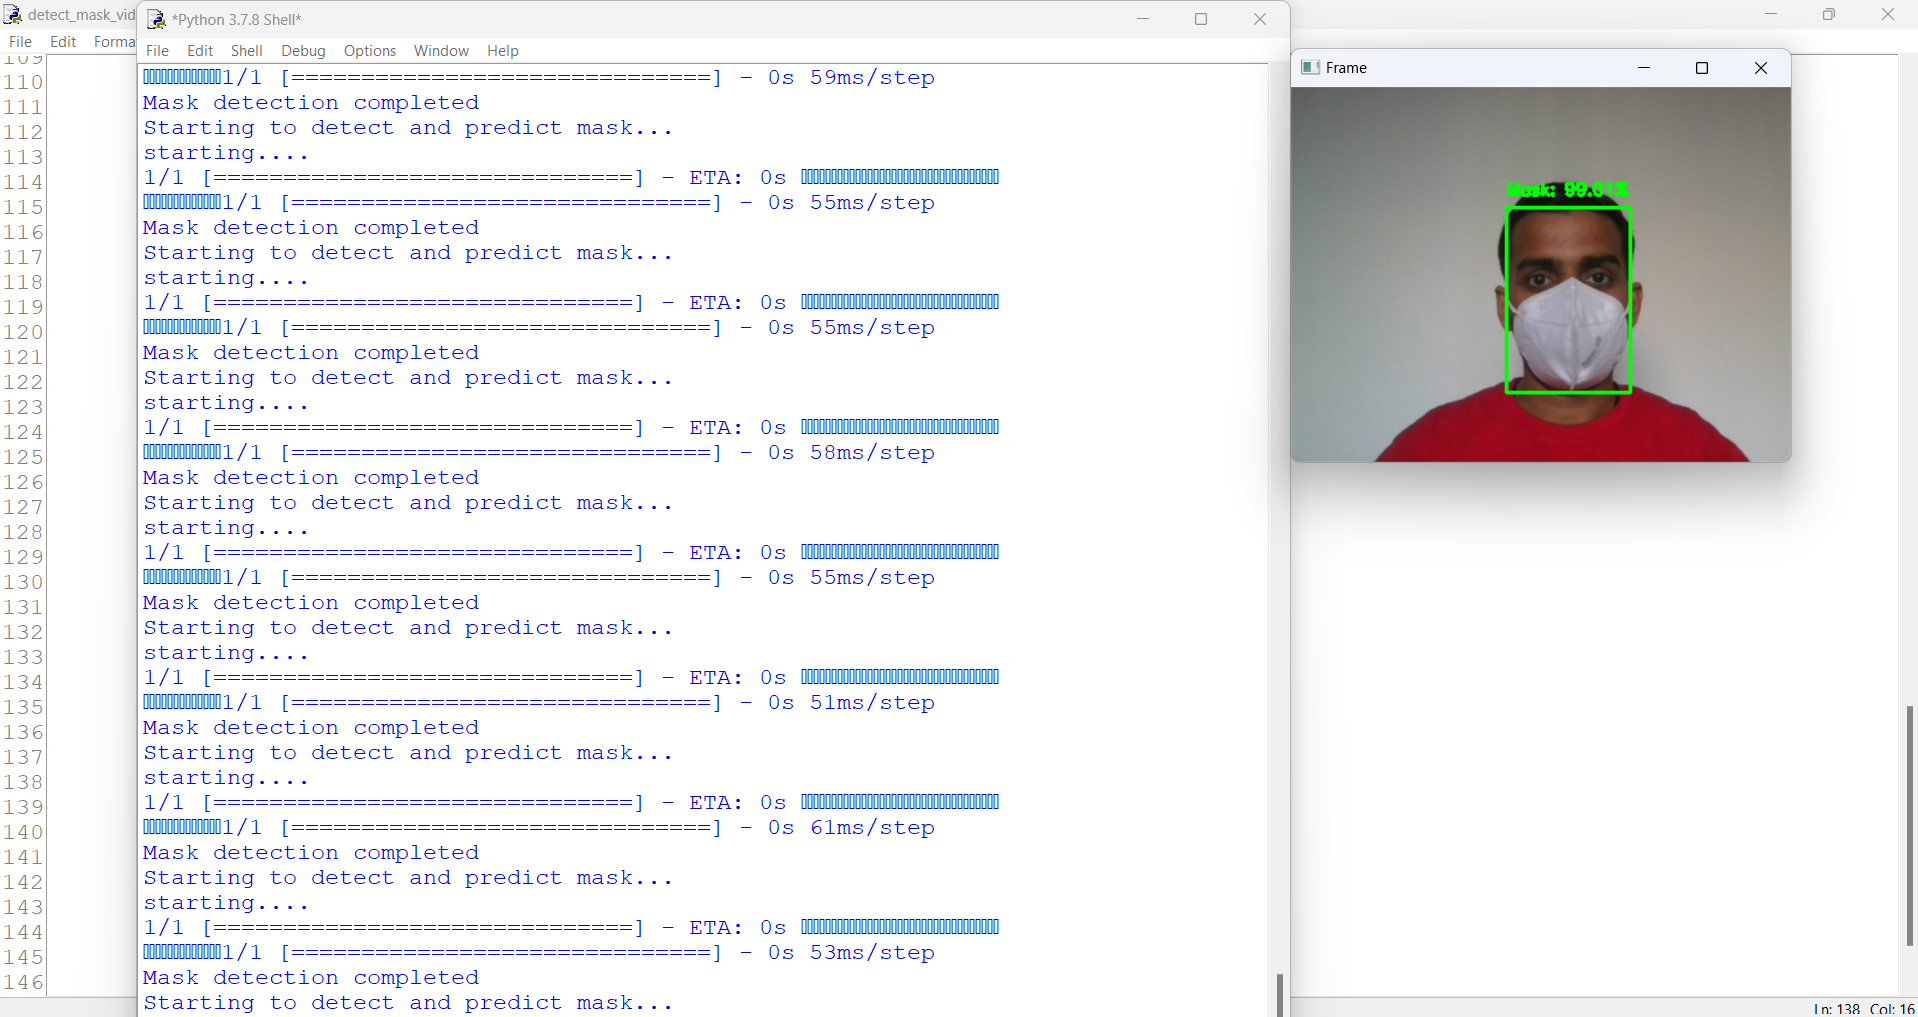 detect_mask_vid
File Edit Forma
109
110
111
112
113
114
115
116
117
118
119
120
121
122
123
124
125
126
127
128
129
130
131
132
133
134
135
136
137
138
139
140
141
142
143
144
145
146
*Python 3.7.8 Shell*
File Edit Shell Debug Options Window Help
1/1 [==============================] - 0s 59ms/step
Mask detection completed
Starting to detect and predict mask...
starting....
1/1 [==============================] - ETA: 0s
1/1 [==============================] - 0s 55ms/step
Mask detection completed
Starting to detect and predict mask...
starting....
1/1 [==============================] - ETA: 0s
1/1 [==============================] - 0s 55ms/step
Mask detection completed
Starting to detect and predict mask...
starting....
1/1 [==============================] - ETA: 0s
1/1 [==============================] - 0s 58ms/step
Mask detection completed
Starting to detect and predict mask...
starting....
1/1 [==============================] - ETA: 0s
1/1 [==============================] - 0s 55ms/step
Mask detection completed
Starting to detect and predict mask...
starting....
1/1 [==============================] - ETA: 0s
1/1 [==============================] - 0s 51ms/step
Mask detection completed
Starting to detect and predict mask...
starting....
1/1 [==============================] - ETA: 0s
1/1 [==============================] - 0s 61ms/step
Mask detection completed
Starting to detect and predict mask...
starting....
1/1 [==============================] - ETA: 0s
1/1 [==============================] - 0s 53ms/step
Mask detection completed
Starting to detect and predict mask...
Frame
Mask: 99.01%
Ln: 138 Col: 16